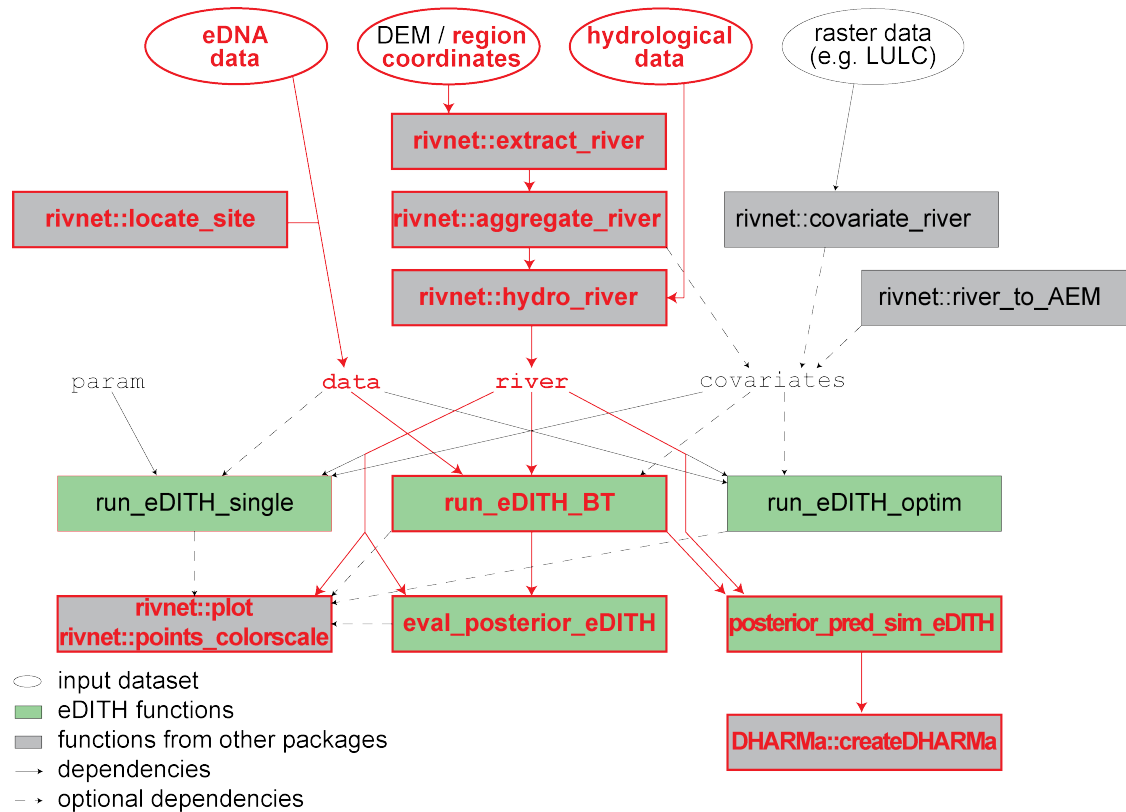 eDNA
data
DEM / region
coordinates
hydrological
data
raster data
(e.g. LULC)
rivnet::extract_river
rivnet::locate_site
rivnet::aggregate_river
rivnet::covariate_river
rivnet::hydro_river
rivnet::river_to_AEM
param
data
river
covariates
run_eDITH_single
run_eDITH_BT
run_eDITH_optim
rivnet::plot
rivnet::points_colorscale
eval_posterior_eDITH
posterior_pred_sim_eDITH
DHARMa::createDHARMa
input dataset
eDITH functions
functions from other packages
dependencies
optional dependencies